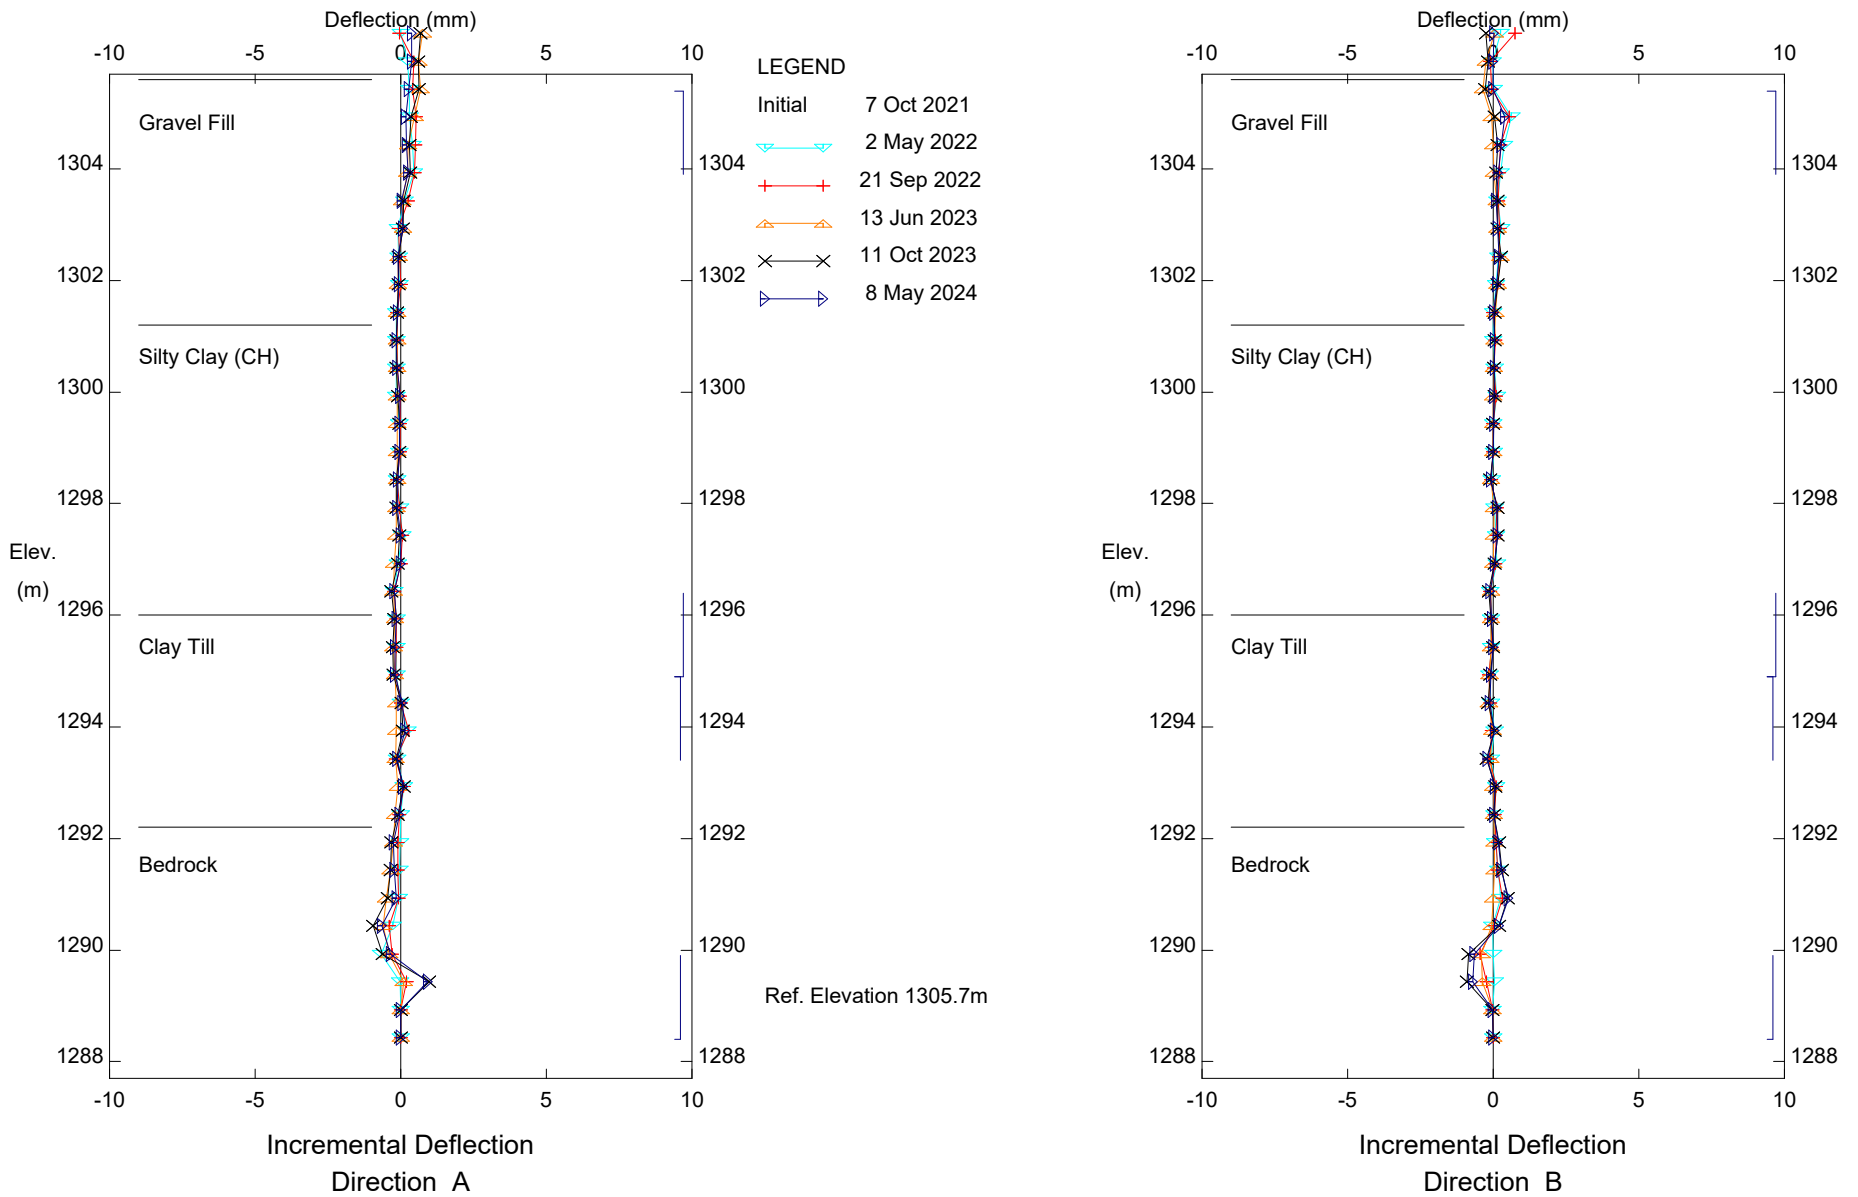 Deflection (mm)
-10 -5 0 5 10
LEGEND
Initial 7 Oct 2021
2 May 2022
21 Sep 2022
13 Jun 2023
11 Oct 2023
8 May 2024
Gravel Fill
1304 1304
1302 1302
Silty Clay (CH)
1300 1300
1298 1298
Elev.
(m)
1296 1296
Clay Till
1294 1294
1292 1292
Bedrock
1290 1290
Ref. Elevation 1305.7m
1288 1288
-10 -5 0 5 10
Incremental Deflection
Direction A
Deflection (mm)
-10 -5 0 5 10
Gravel Fill
1304 1304
1302 1302
Silty Clay (CH)
1300 1300
1298 1298
Elev.
(m)
1296 1296
Clay Till
1294 1294
1292 1292
Bedrock
1290 1290
1288 1288
-10 -5 0 5 10
Incremental Deflection
Direction B